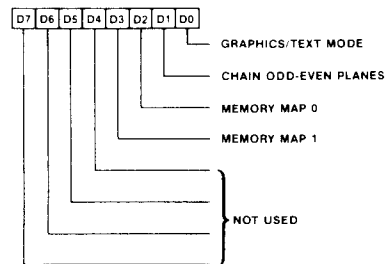 D7 D6 D5 D4 D3 D2 D1 D0
GRAPHICS/TEXT MODE
CHAIN ODD-EVEN PLANES
MEMORY MAP 0
MEMORY MAP 1
NOT USED